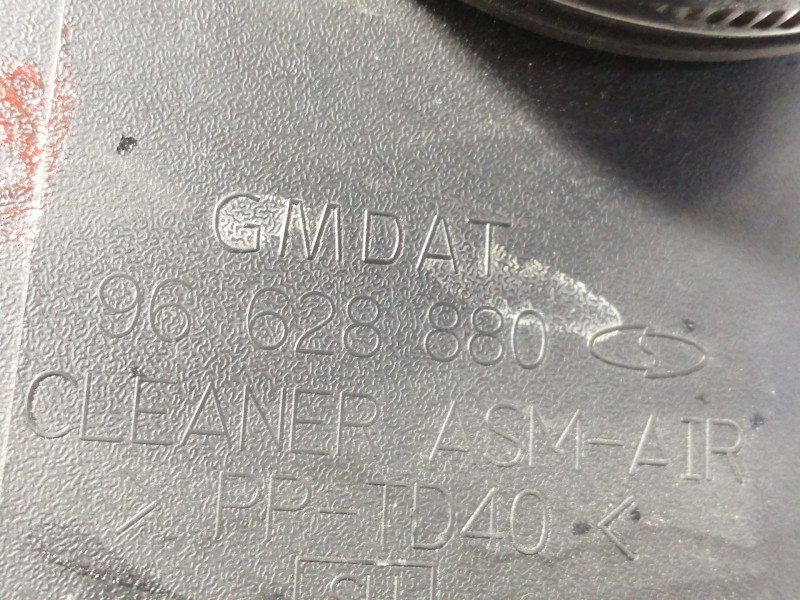 GMDAT
96 628 880
CLEANER ASM-AIR
> PP-TD40 <